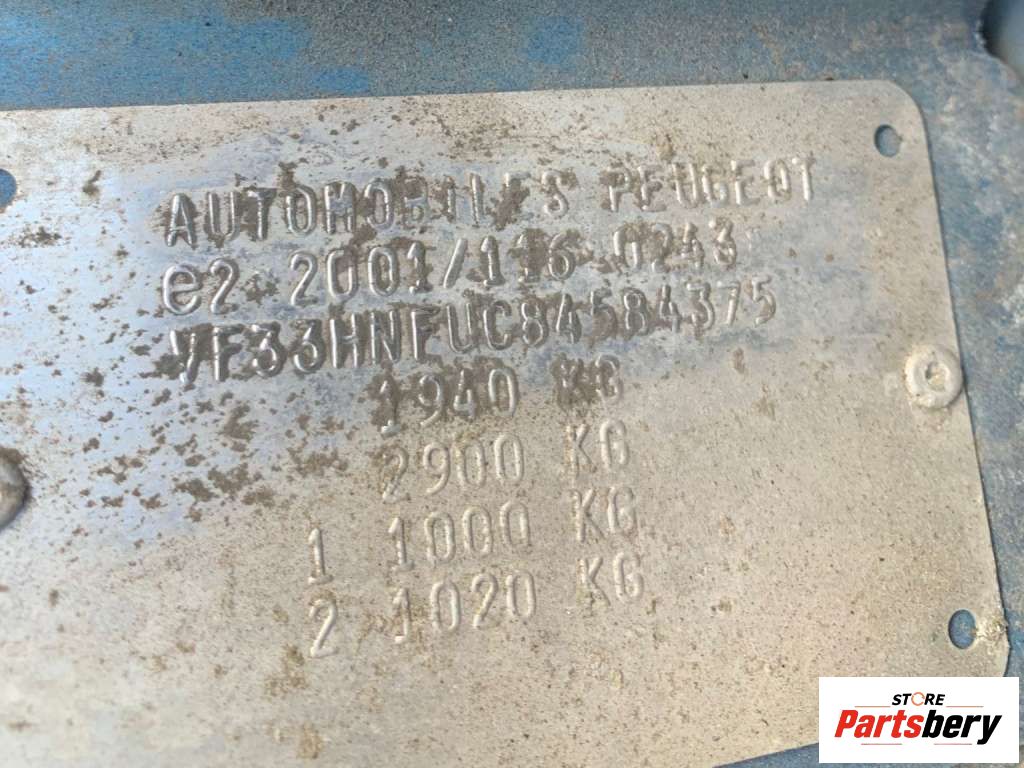 AUTOMOBILES PEUGEOT
e2*2001/116*0243
VF33HNFUC84584375
1940 KG
2900 KG
1 1000 KG
2 1020 KG
STORE
Partsbery